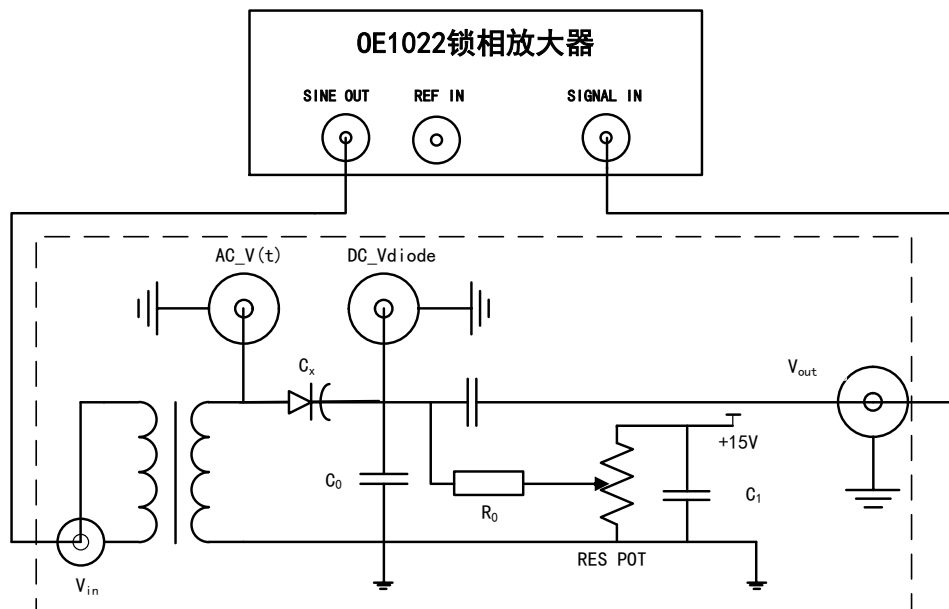 OE1022锁相放大器
SINE OUT
REF IN
SIGNAL IN
AC_V(t)
DC_Vdiode
Cx
Vout
+15V
C0
C1
R0
RES POT
Vin